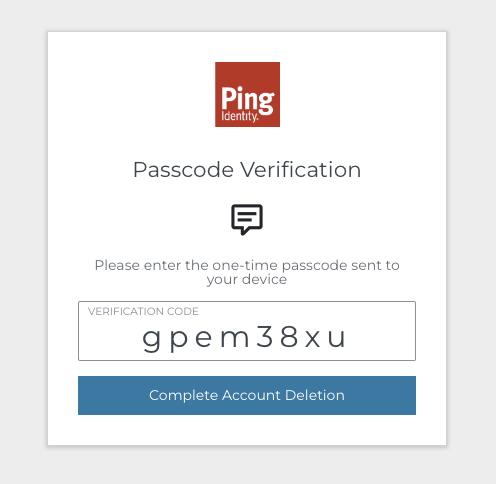 Ping
Identity.
Passcode Verification
Please enter the one-time passcode sent to
your device
VERIFICATION CODE
gpem38xu
Complete Account Deletion